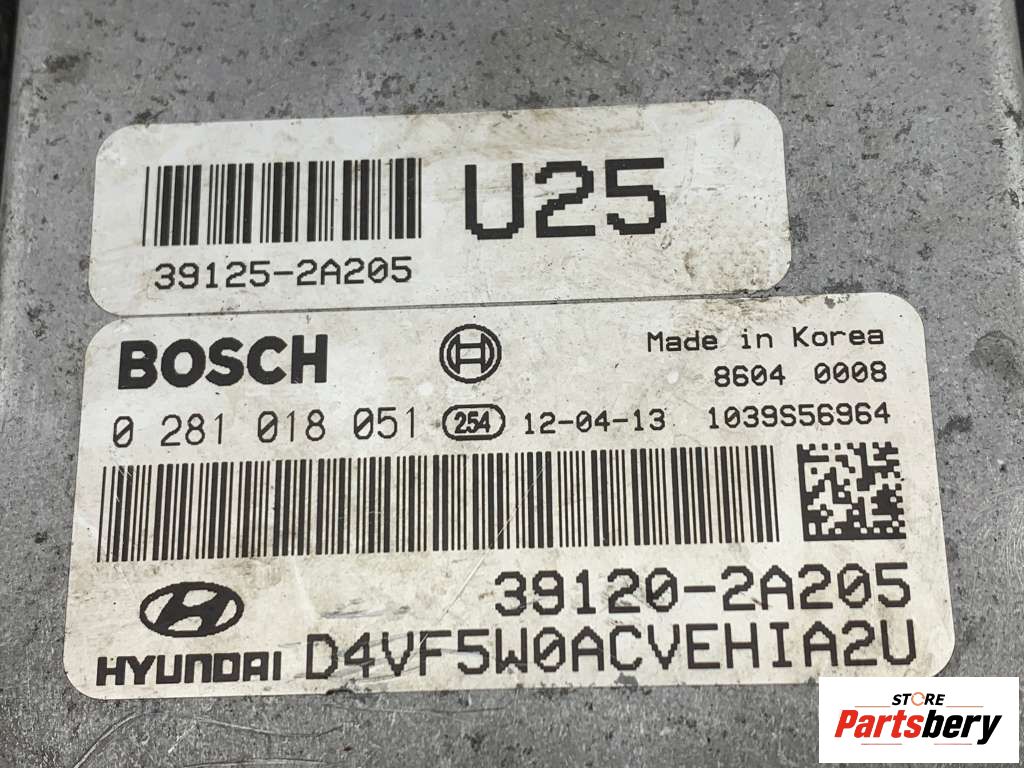 U25
39125-2A205
BOSCH
Made in Korea
8604 0008
0 281 018 051 254 12-04-13 1039S56964
39120-2A205
HYUNDAI D4VF5W0ACVEHIA2U
STORE
Partsbery